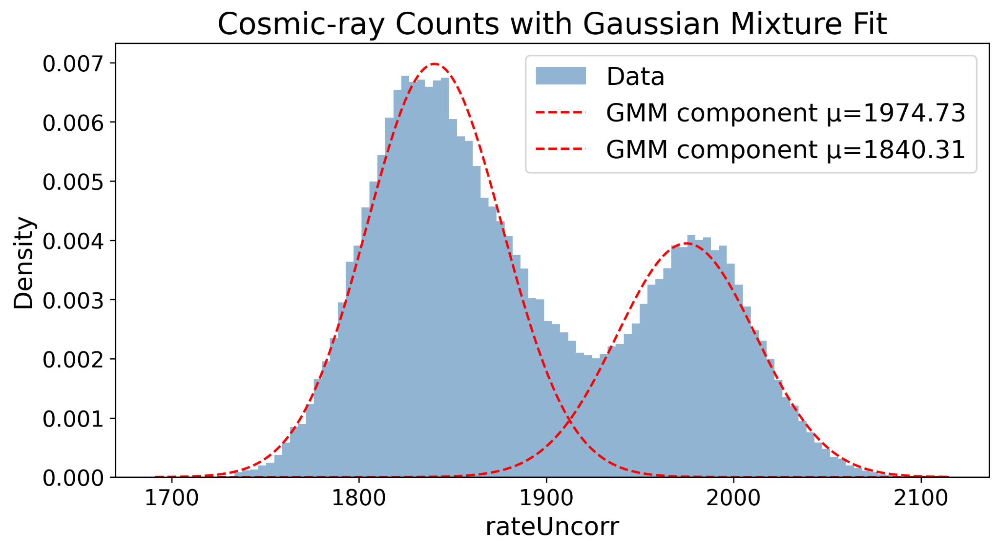 Cosmic-ray Counts with Gaussian Mixture Fit
0.007
0.006
0.005
0.004
0.003
0.002
0.001
0.000
Density
Data
GMM component μ=1974.73
GMM component μ=1840.31
1700 1800 1900 2000 2100
rateUncorr